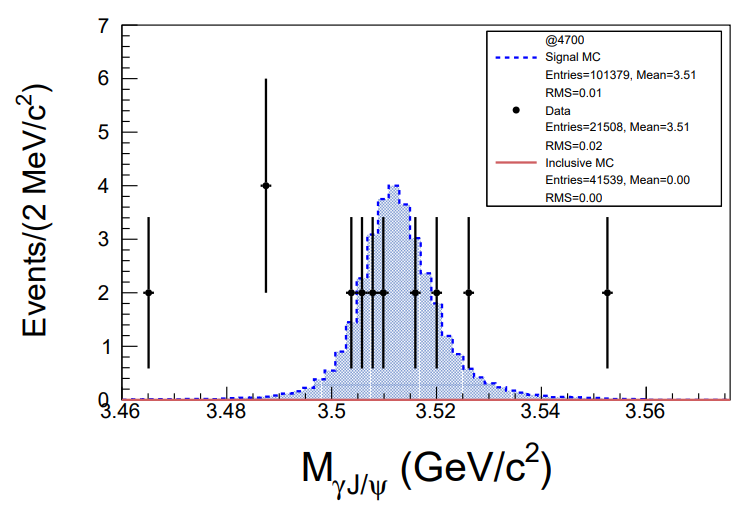 7
6
5
4
3
2
1
0
Events/(2 MeV/c²)
@4700
Signal MC
Entries=101379, Mean=3.51
RMS=0.01
Data
Entries=21508, Mean=3.51
RMS=0.02
Inclusive MC
Entries=41539, Mean=0.00
RMS=0.00
3.46 3.48 3.5 3.52 3.54 3.56
M_γJ/ψ (GeV/c²)